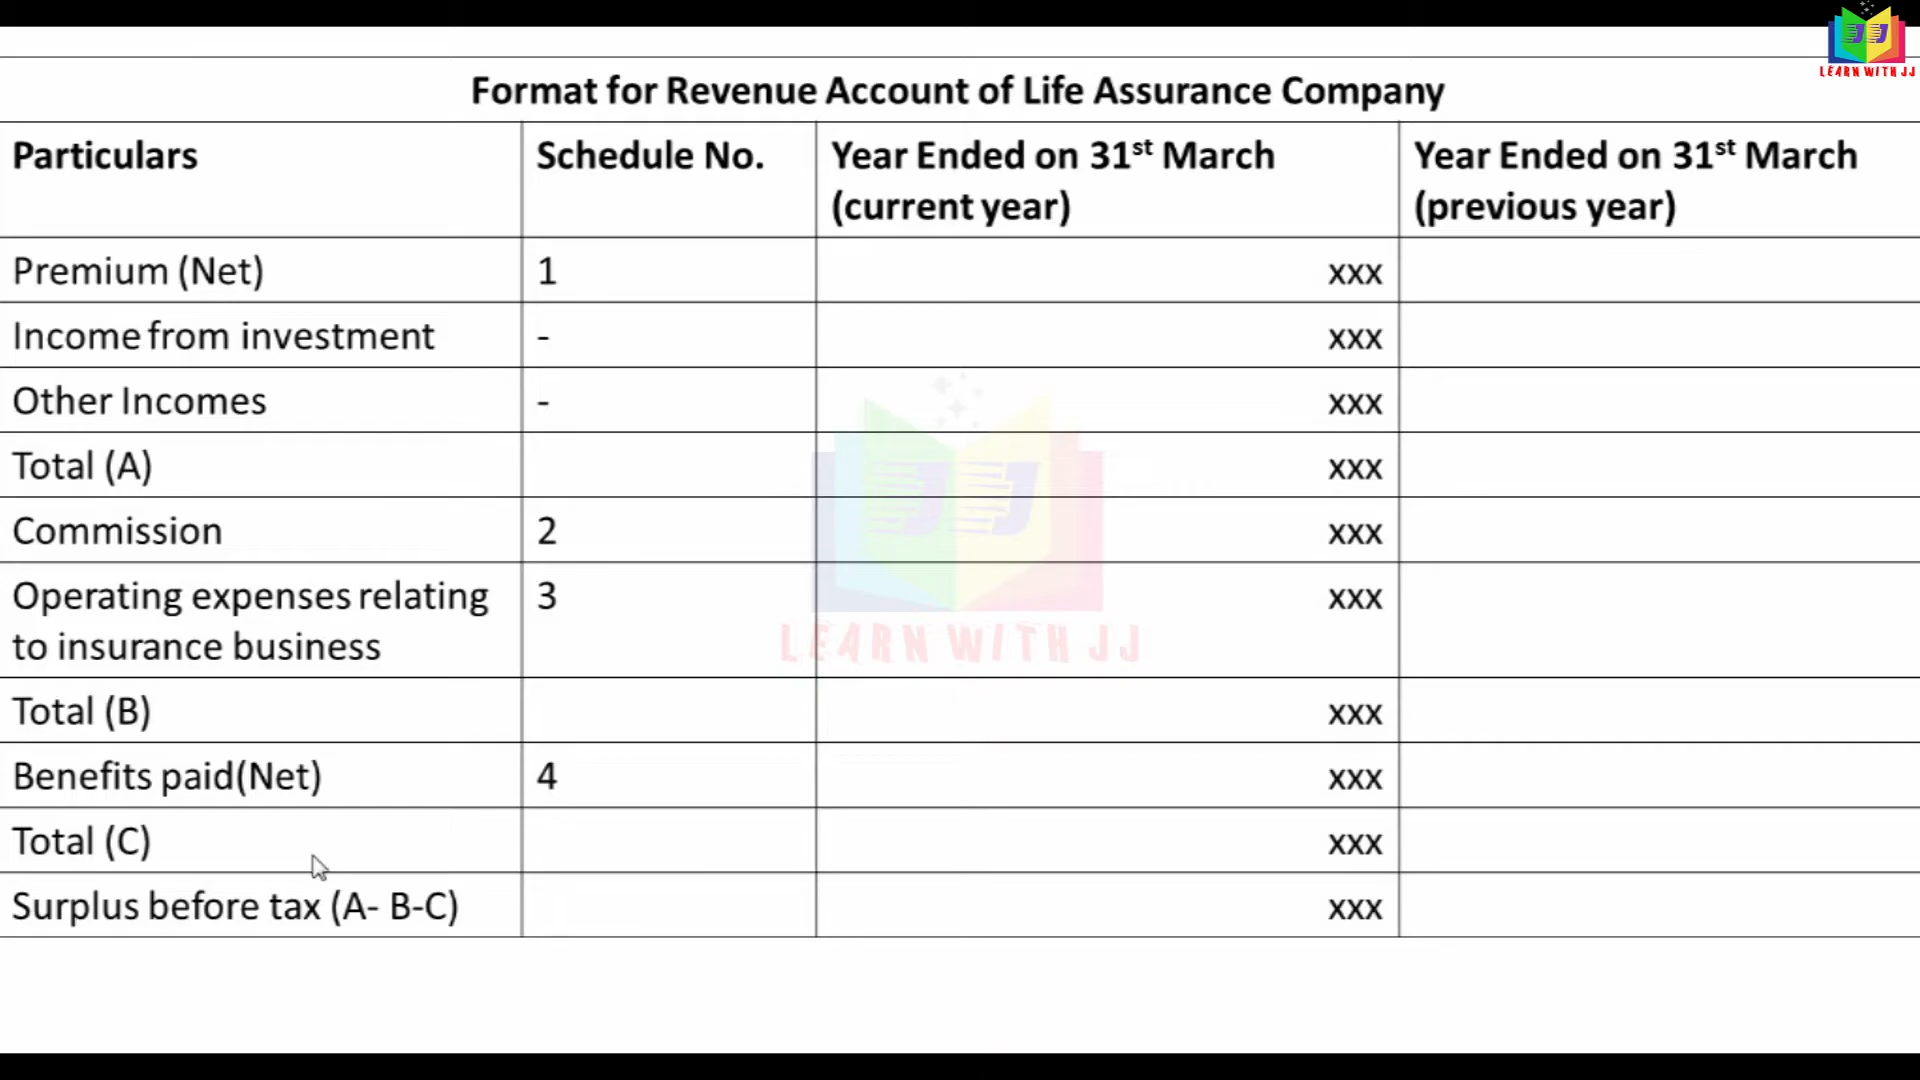 LEARN WITH JJ
Format for Revenue Account of Life Assurance Company
Particulars Schedule No. Year Ended on 31st March (current year) Year Ended on 31st March (previous year)
Premium (Net) 1 xxx
Income from investment - xxx
Other Incomes - xxx
Total (A) xxx
Commission 2 xxx
Operating expenses relating to insurance business 3 xxx
LEARN WITH JJ
Total (B) xxx
Benefits paid(Net) 4 xxx
Total (C) xxx
Surplus before tax (A- B-C) xxx